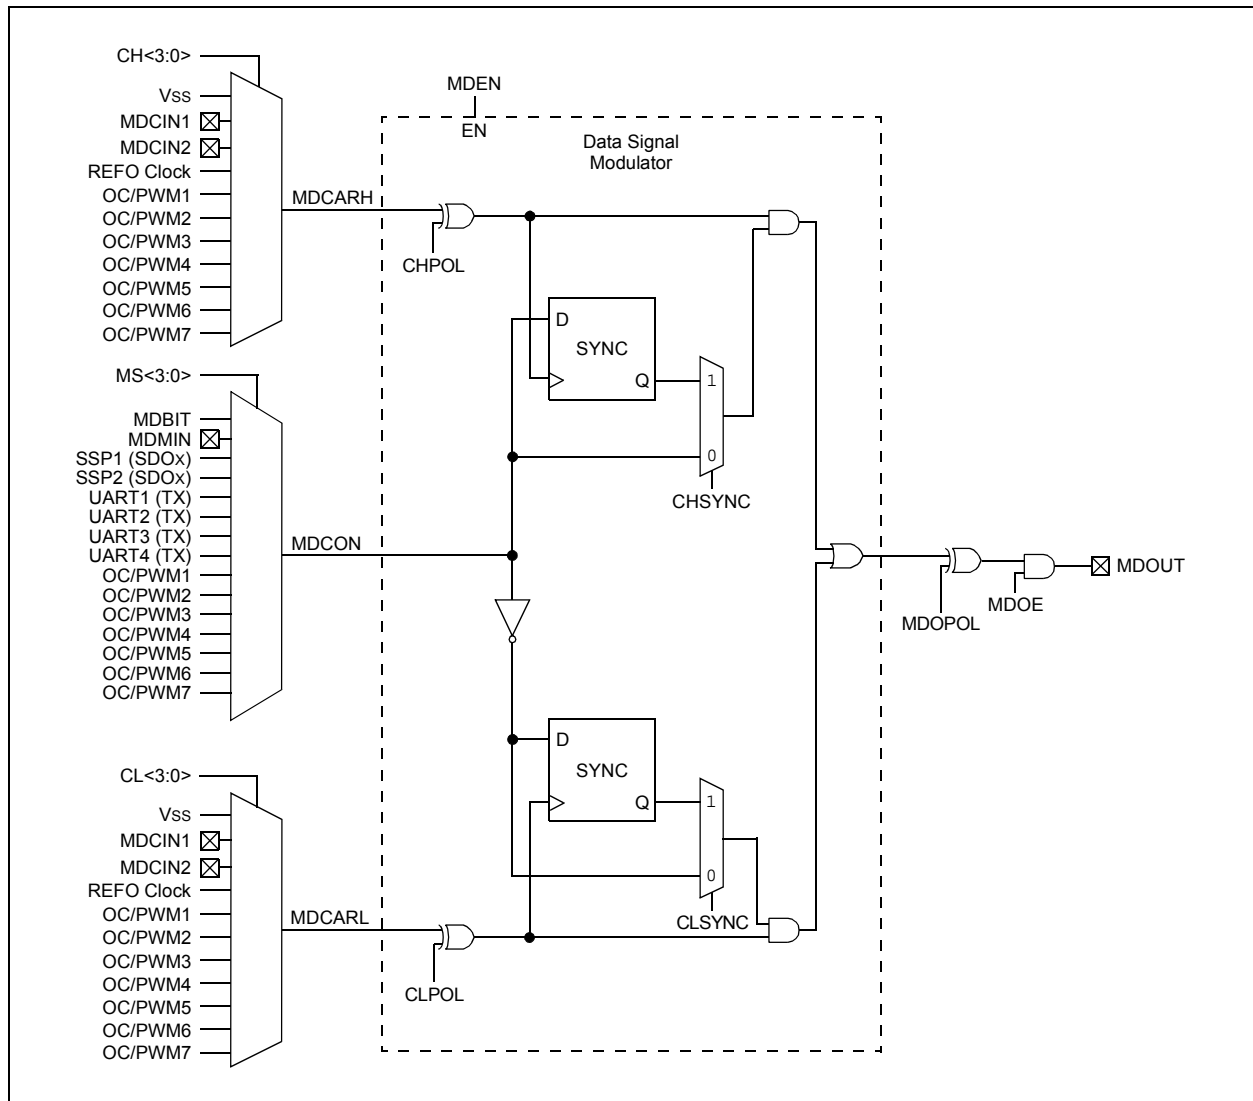 CH<3:0>
VSS
MDCIN1
MDCIN2
REFO Clock
OC/PWM1
OC/PWM2
OC/PWM3
OC/PWM4
OC/PWM5
OC/PWM6
OC/PWM7
MDCARH
CHPOL
MDEN
EN
Data Signal
Modulator
D
SYNC
Q
1
0
CHSYNC
MS<3:0>
MDBIT
MDMIN
SSP1 (SDOx)
SSP2 (SDOx)
UART1 (TX)
UART2 (TX)
UART3 (TX)
UART4 (TX)
OC/PWM1
OC/PWM2
OC/PWM3
OC/PWM4
OC/PWM5
OC/PWM6
OC/PWM7
MDCON
MDOPOL
MDOE
MDOUT
D
SYNC
Q
1
0
CLSYNC
CL<3:0>
VSS
MDCIN1
MDCIN2
REFO Clock
OC/PWM1
OC/PWM2
OC/PWM3
OC/PWM4
OC/PWM5
OC/PWM6
OC/PWM7
MDCARL
CLPOL